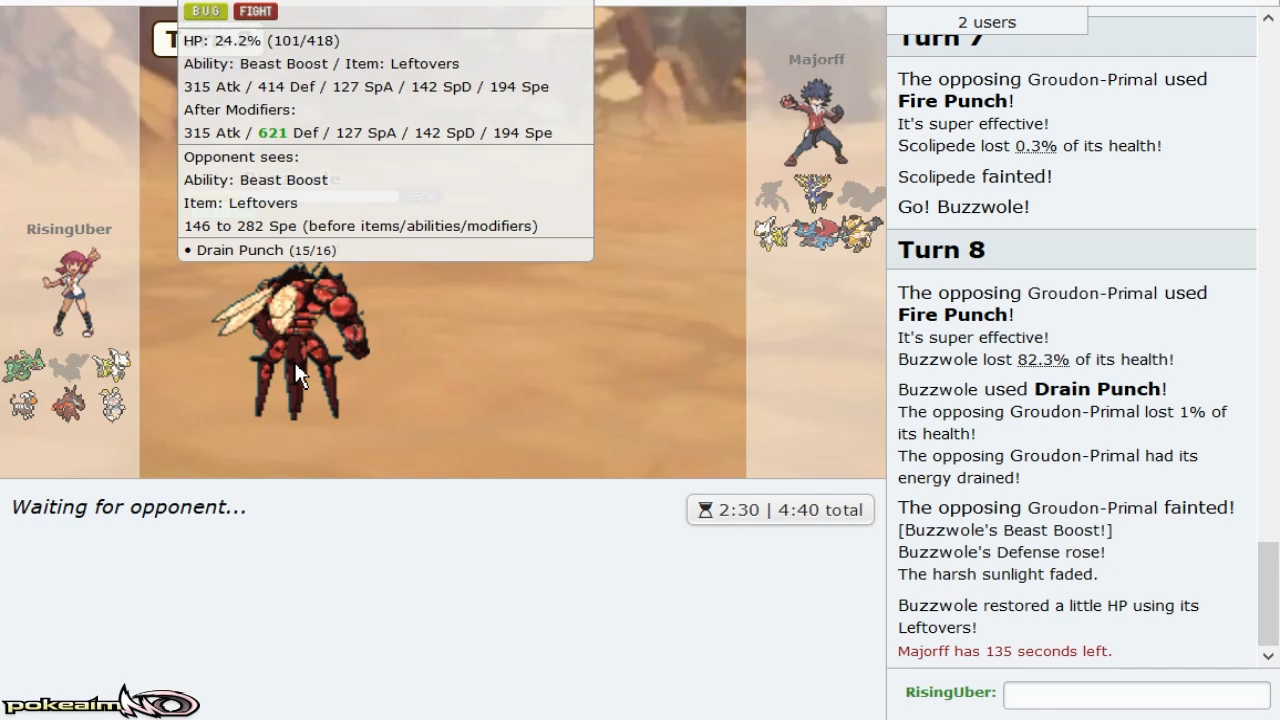 BUG FIGHT
HP: 24.2% (101/418)
Ability: Beast Boost / Item: Leftovers
315 Atk / 414 Def / 127 SpA / 142 SpD / 194 Spe
After Modifiers:
315 Atk / 621 Def / 127 SpA / 142 SpD / 194 Spe
Opponent sees:
Ability: Beast Boost
Item: Leftovers
146 to 282 Spe (before items/abilities/modifiers)
• Drain Punch (15/16)
RisingUber
Majorff
Waiting for opponent...
2:30 | 4:40 total
pokeaimMD
2 users
Turn 7
The opposing Groudon-Primal used
Fire Punch!
It's super effective!
Scolipede lost 0.3% of its health!
Scolipede fainted!
Go! Buzzwole!
Turn 8
The opposing Groudon-Primal used
Fire Punch!
It's super effective!
Buzzwole lost 82.3% of its health!
Buzzwole used Drain Punch!
The opposing Groudon-Primal lost 1% of
its health!
The opposing Groudon-Primal had its
energy drained!
The opposing Groudon-Primal fainted!
[Buzzwole's Beast Boost!]
Buzzwole's Defense rose!
The harsh sunlight faded.
Buzzwole restored a little HP using its
Leftovers!
Majorff has 135 seconds left.
RisingUber: